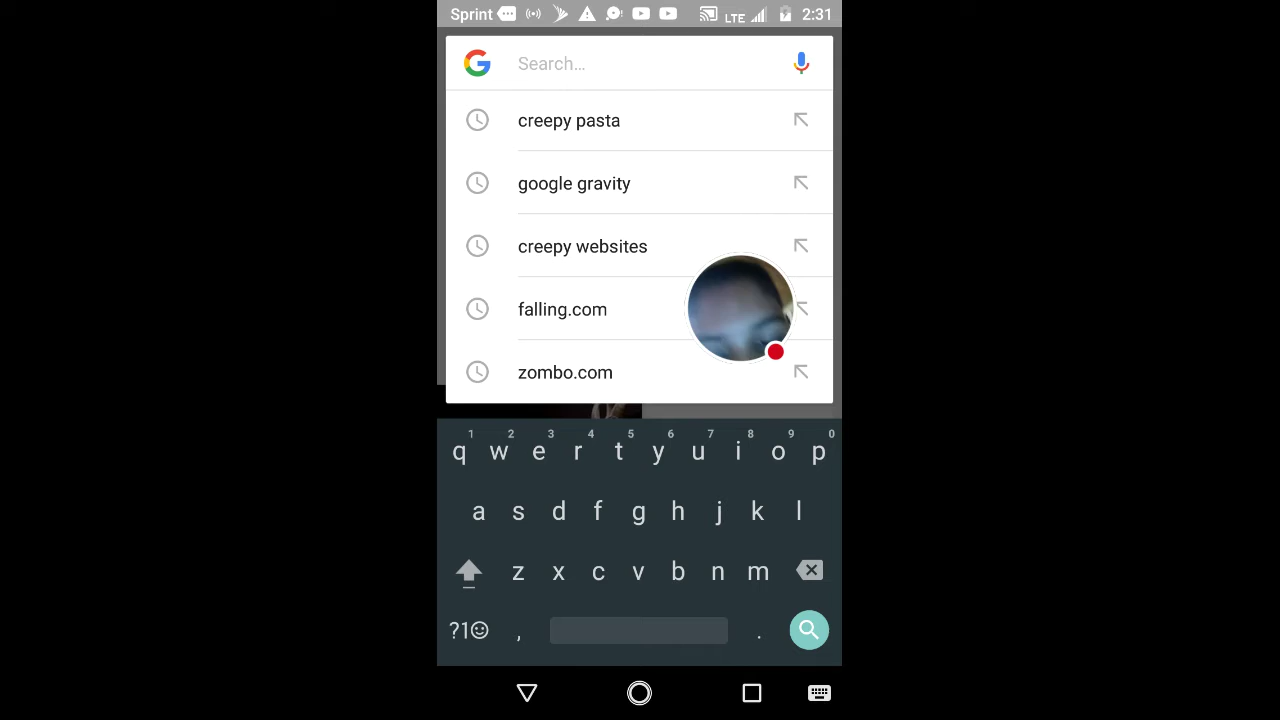 Sprint LTE 2:31
Search...
creepy pasta
google gravity
creepy websites
falling.com
zombo.com
1 2 3 4 5 6 7 8 9 0
q w e r t y u i o p
a s d f g h j k l
z x c v b n m
?1☺ , .